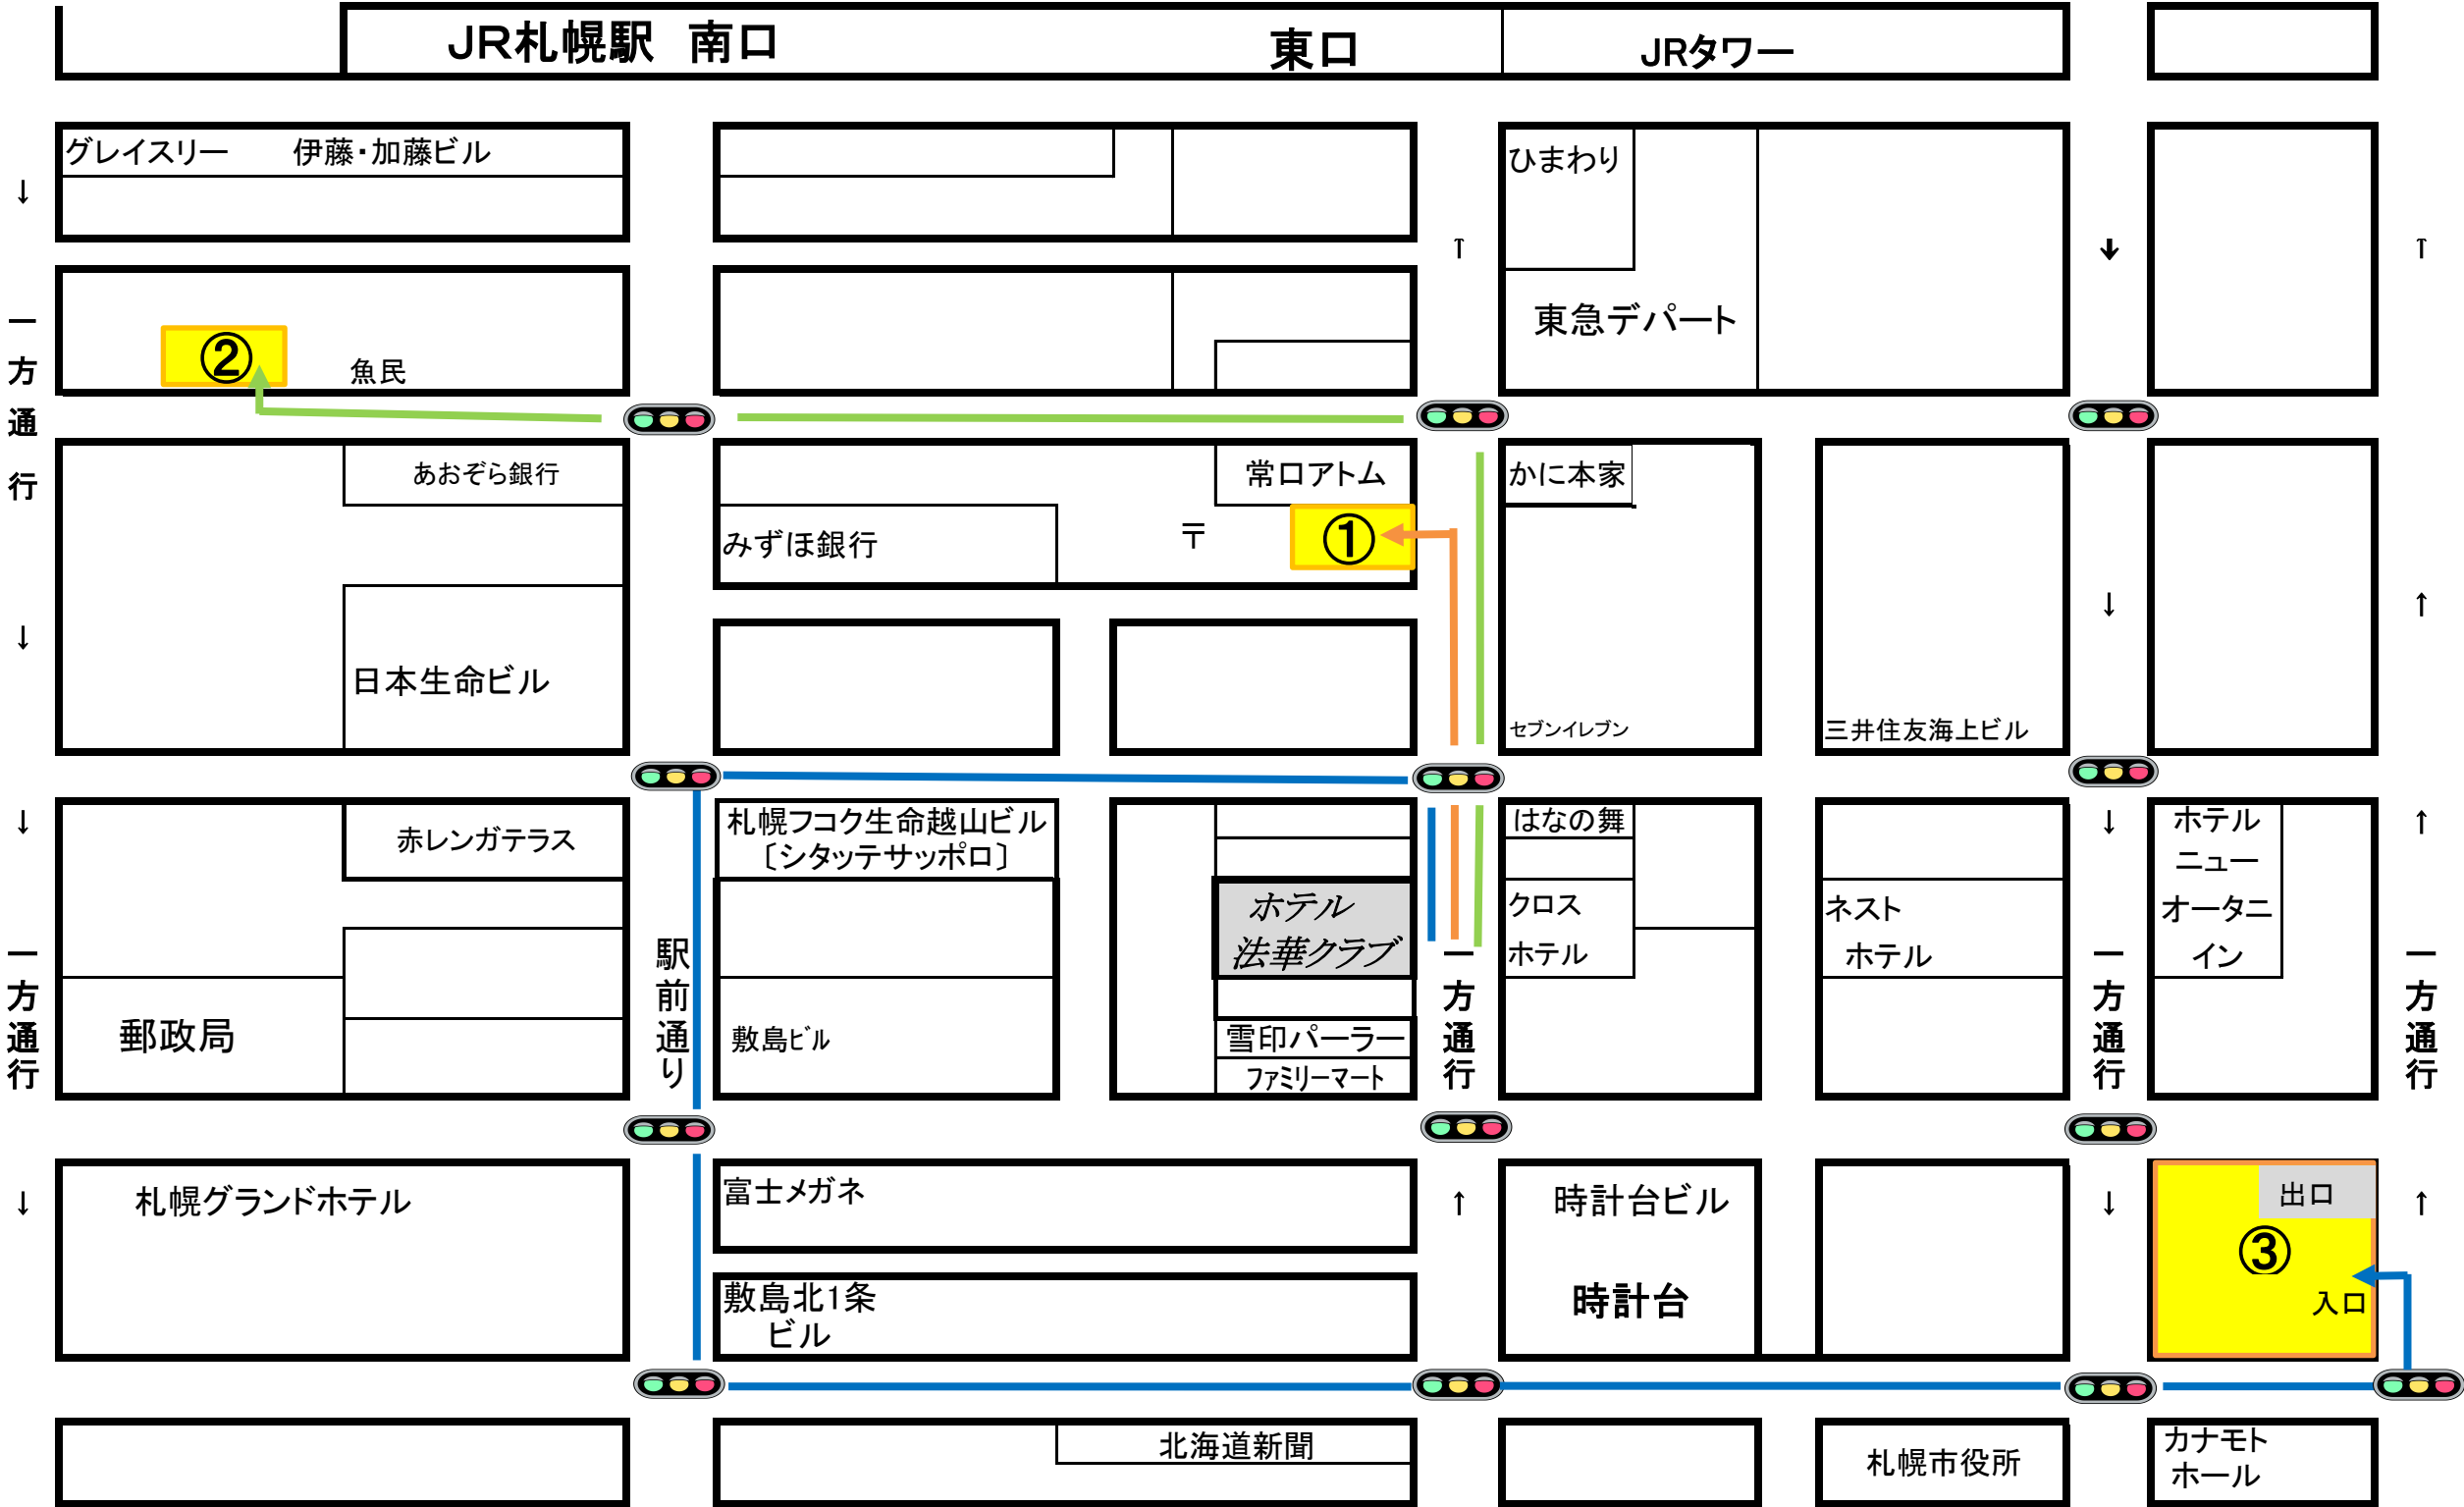 JR札幌駅　南口
東口
JRタワー
グレイスリー　　伊藤・加藤ビル
ひまわり
↓
↑
↓
↑
東急デパート
②
魚民
一方通行
あおぞら銀行
常口アトム
かに本家
みずほ銀行
〒
①
↓
↓
↑
日本生命ビル
セブンイレブン
三井住友海上ビル
↓
赤レンガテラス
札幌フコク生命越山ビル
〔シタッテサッポロ〕
はなの舞
↓
ホテル
ニュー
オータニ
イン
↑
ホテル
法華クラブ
クロス
ホテル
ネスト
ホテル
一方通行
駅前通り
一方通行
一方通行
一方通行
郵政局
敷島ビル
雪印パーラー
ファミリーマート
↓
札幌グランドホテル
富士メガネ
↑
時計台ビル
↓
出口
↑
③
敷島北1条
ビル
時計台
入口
北海道新聞
札幌市役所
カナモト
ホール